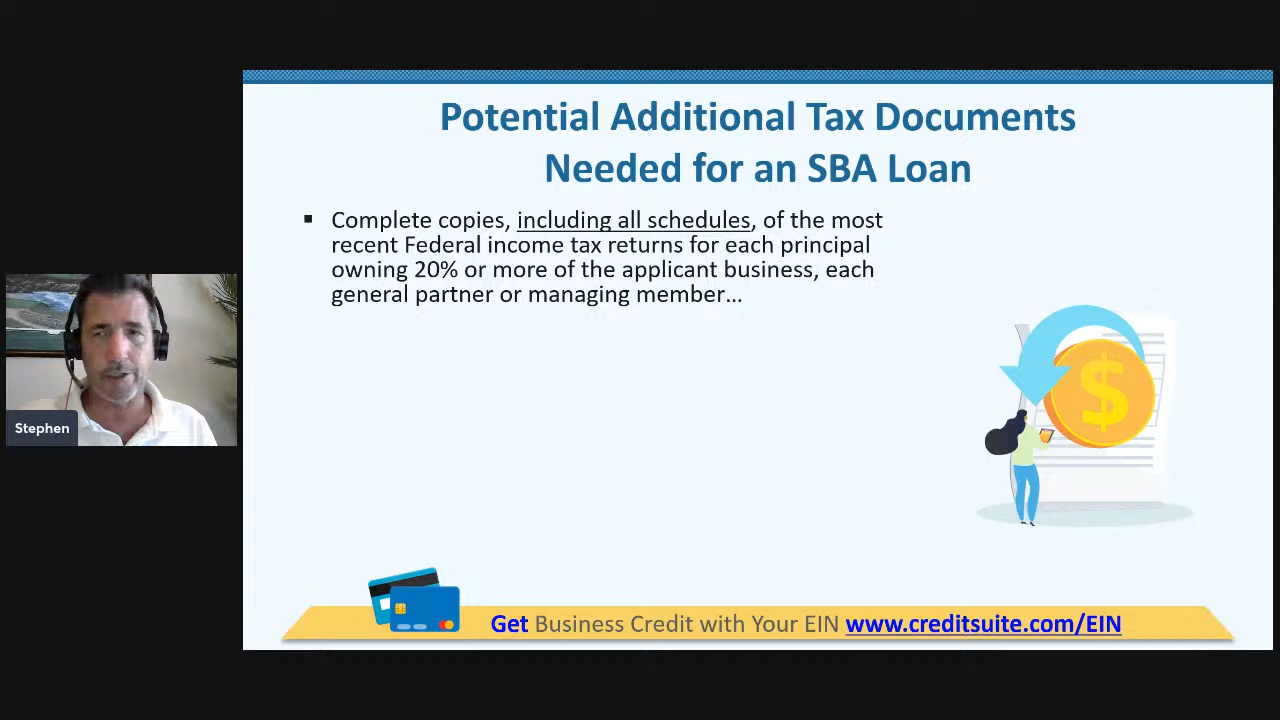 Potential Additional Tax Documents
Needed for an SBA Loan
▪ Complete copies, including all schedules, of the most
recent Federal income tax returns for each principal
owning 20% or more of the applicant business, each
general partner or managing member…
Stephen
$
Get Business Credit with Your EIN www.creditsuite.com/EIN